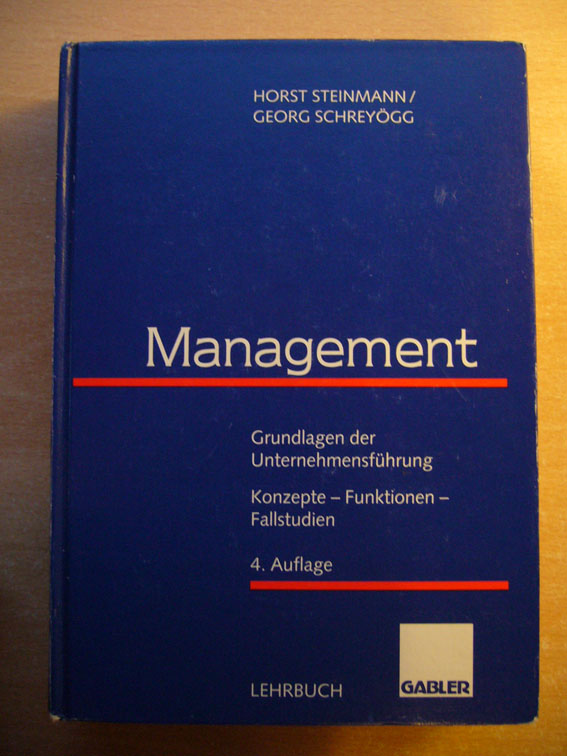 HORST STEINMANN/
GEORG SCHREYÖGG
Management
Grundlagen der
Unternehmensführung
Konzepte – Funktionen –
Fallstudien
4. Auflage
LEHRBUCH
GABLER